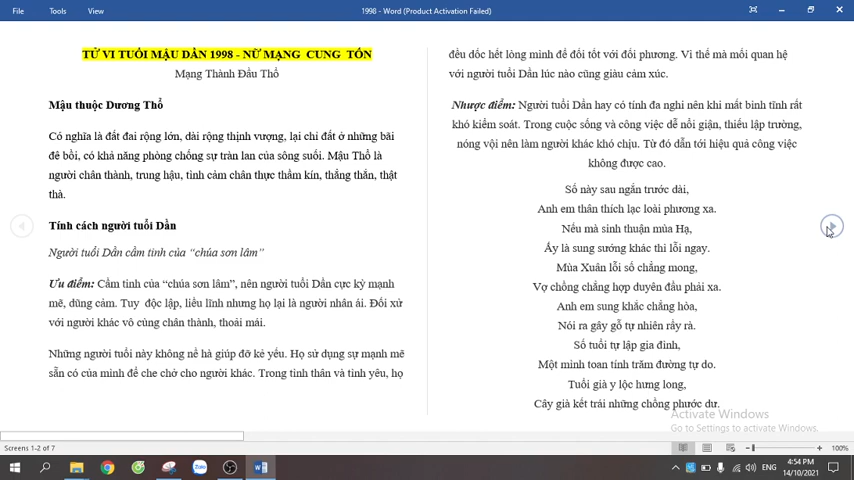 File Tools View
1998 - Word (Product Activation Failed)
TỬ VI TUỔI MẬU DẦN 1998 - NỮ MẠNG CUNG TỐN
Mạng Thành Đầu Thổ
Mậu thuộc Dương Thổ
Có nghĩa là đất đai rộng lớn, dài rộng thịnh vượng, lại chỉ đất ở những bãi
đê bồi, có khả năng phòng chống sự tràn lan của sông suối. Mậu Thổ là
người chân thành, trung hậu, tình cảm chân thực thầm kín, thẳng thắn, thật
thà.
Tính cách người tuổi Dần
Người tuổi Dần cầm tinh của “chúa sơn lâm”
Ưu điểm: Cầm tinh của “chúa sơn lâm”, nên người tuổi Dần cực kỳ mạnh
mẽ, dũng cảm. Tuy độc lập, liều lĩnh nhưng họ lại là người nhân ái. Đối xử
với người khác vô cùng chân thành, thoải mái.
Những người tuổi này không nề hà giúp đỡ kẻ yếu. Họ sử dụng sự mạnh mẽ
sẵn có của mình để che chở cho người khác. Trong tình thân và tình yêu, họ
đều dốc hết lòng mình để đối tốt với đối phương. Vì thế mà mối quan hệ
với người tuổi Dần lúc nào cũng giàu cảm xúc.
Nhược điểm: Người tuổi Dần hay có tính đa nghi nên khi mất bình tĩnh rất
khó kiểm soát. Trong cuộc sống và công việc dễ nổi giận, thiếu lập trường,
nóng vội nên làm người khác khó chịu. Từ đó dẫn tới hiệu quả công việc
không được cao.
Số này sau ngắn trước dài,
Anh em thân thích lạc loài phương xa.
Nếu mà sinh thuận mùa Hạ,
Ấy là sung sướng khác thì lỗi ngay.
Mùa Xuân lỗi số chẳng mong,
Vợ chồng chẳng hợp duyên đầu phải xa.
Anh em sung khắc chẳng hòa,
Nói ra gây gỗ tự nhiên rầy rà.
Số tuổi tự lập gia đình,
Một mình toan tính trăm đường tự do.
Tuổi già y lộc hưng long,
Cây già kết trái những chồng phước dư.
Activate Windows
Go to Settings to activate Windows.
Screens 1-2 of 7
100%
ENG
4:54 PM
14/10/2021
Zalo